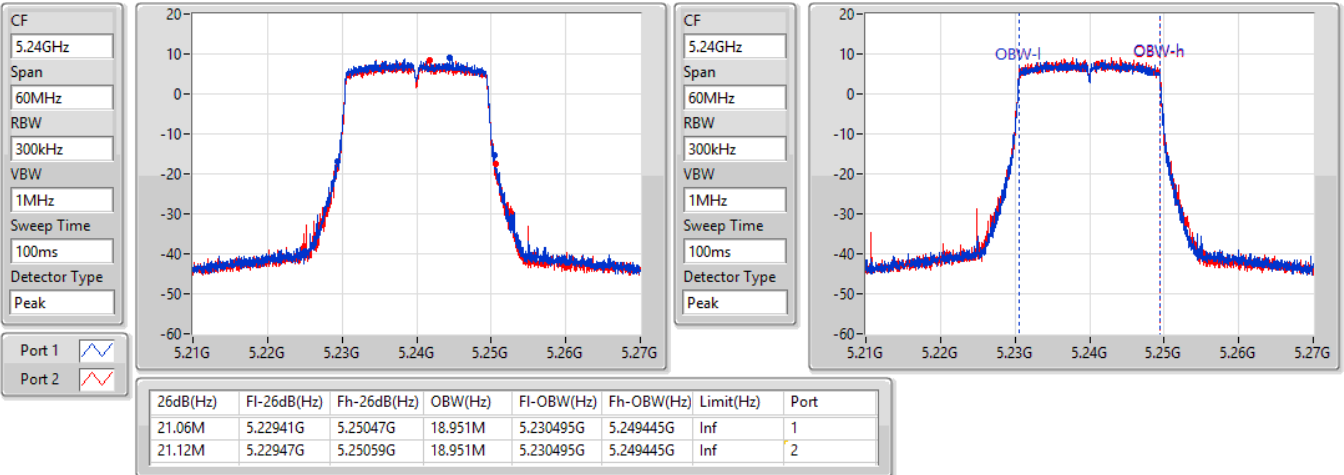 CF
5.24GHz
Span
60MHz
RBW
300kHz
VBW
1MHz
Sweep Time
100ms
Detector Type
Peak
Port 1
Port 2
20
10
0
-10
-20
-30
-40
-50
-60
5.21G 5.22G 5.23G 5.24G 5.25G 5.26G 5.27G
CF
5.24GHz
Span
60MHz
RBW
300kHz
VBW
1MHz
Sweep Time
100ms
Detector Type
Peak
20
10
0
-10
-20
-30
-40
-50
-60
OBW-l OBW-h
5.21G 5.22G 5.23G 5.24G 5.25G 5.26G 5.27G
26dB(Hz) Fl-26dB(Hz) Fh-26dB(Hz) OBW(Hz) Fl-OBW(Hz) Fh-OBW(Hz) Limit(Hz) Port
21.06M 5.22941G 5.25047G 18.951M 5.230495G 5.249445G Inf 1
21.12M 5.22947G 5.25059G 18.951M 5.230495G 5.249445G Inf 2